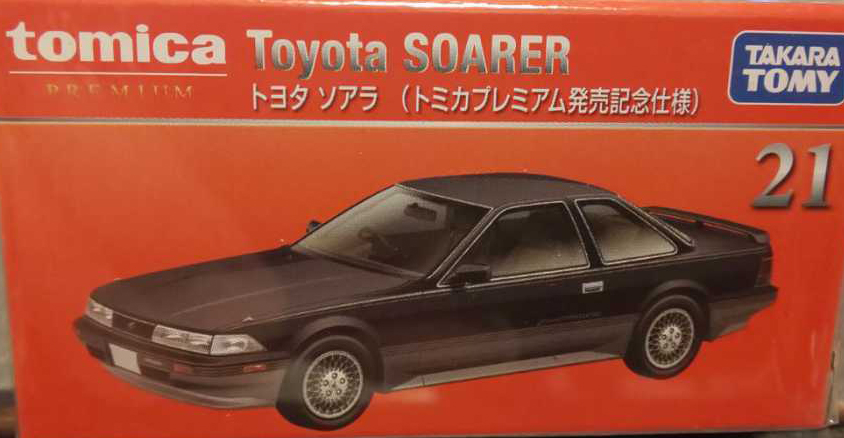 tomica
PREMIUM
Toyota SOARER
トヨタ ソアラ (トミカプレミアム発売記念仕様)
TAKARA
TOMY
21